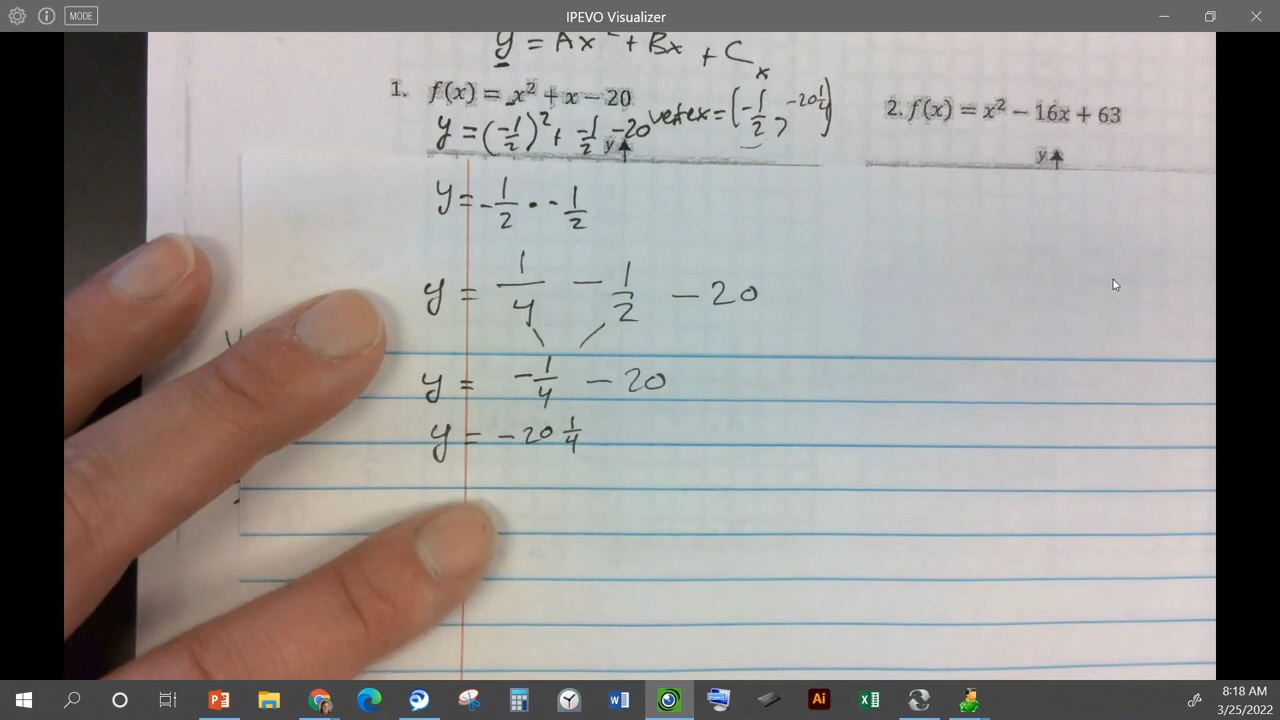 MODE
IPEVO Visualizer
y = Ax² + Bx + C
x
1. f(x) = x² + x − 20
vertex = (-1/2, -20 1/4)
2. f(x) = x² − 16x + 63
y = (-1/2)² + -1/2 -20
y
y
y = -1/2 • -1/2
y = 1/4 - 1/2 - 20
y = -1/4 - 20
y = -20 1/4
8:18 AM
3/25/2022